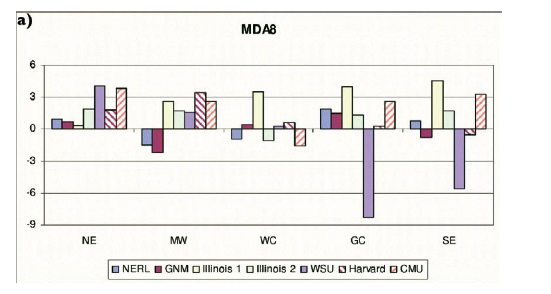 a)
MDA8
6
3
0
-3
-6
-9
NE MW WC GC SE
NERL GNM Illinois 1 Illinois 2 WSU Harvard CMU